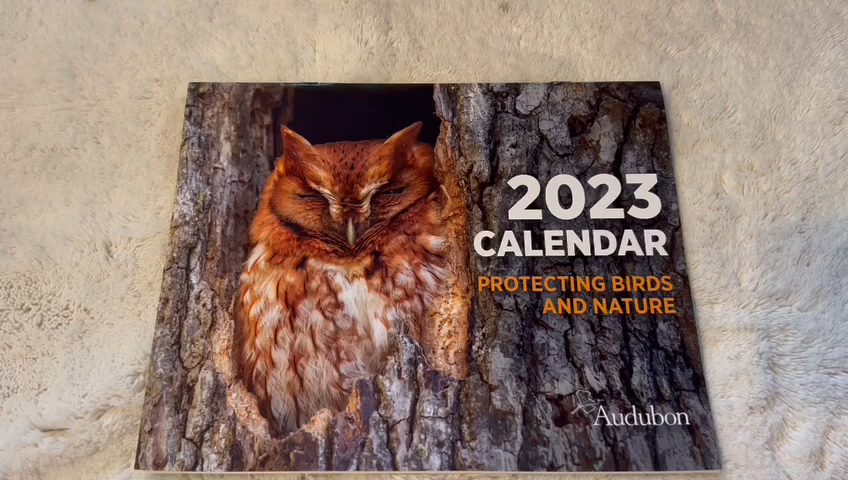 2023
CALENDAR
PROTECTING BIRDS
AND NATURE
Audubon